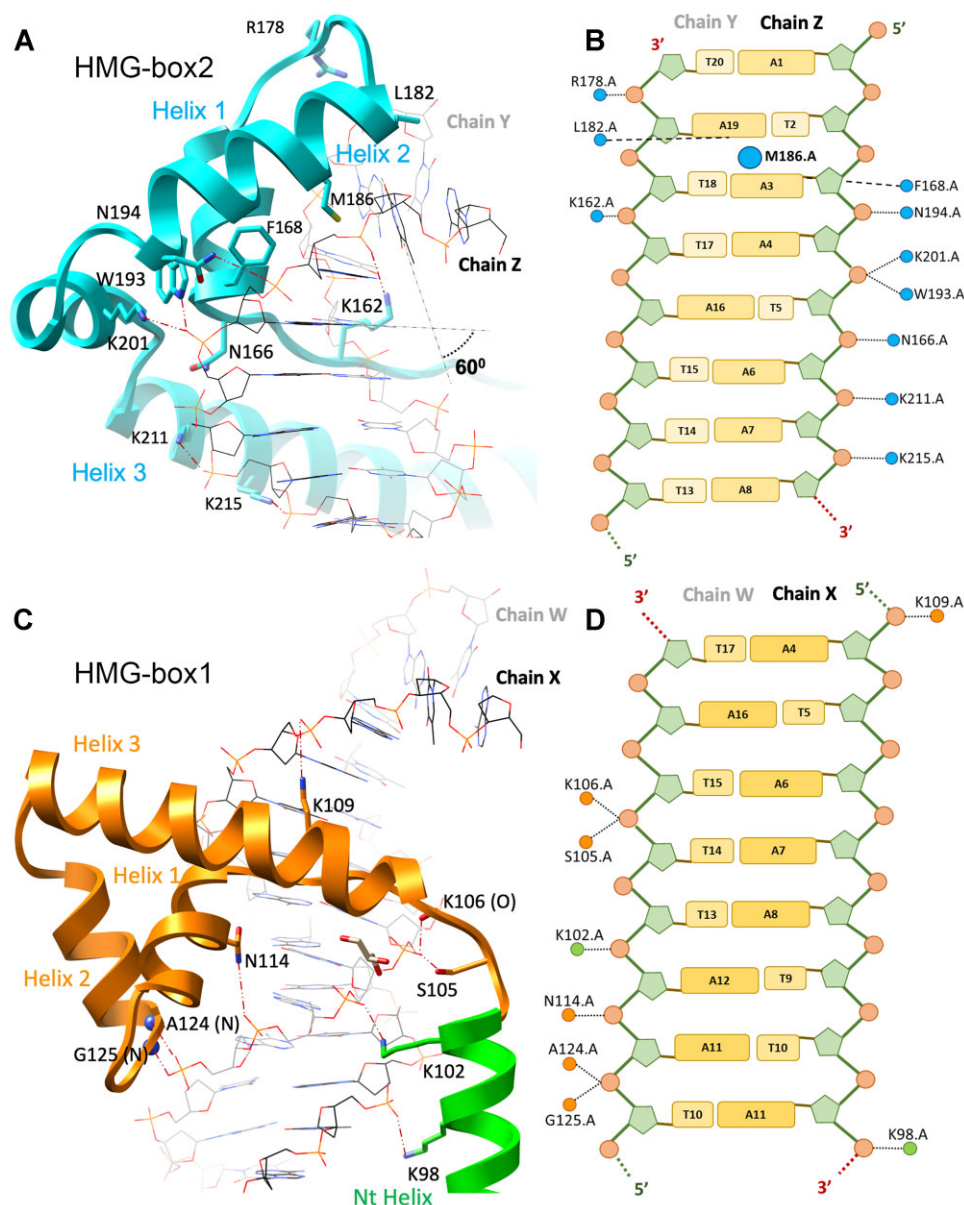 A
HMG-box2
R178
Helix 1
L182
Chain Y
Helix 2
M186
N194
F168
Chain Z
W193
K162
K201
N166
60⁰
K211
Helix 3
K215
B
Chain Y Chain Z
5’
3’
T20 A1
R178.A
L182.A
A19 T2
M186.A
T18 A3
F168.A
K162.A
N194.A
T17 A4
K201.A
W193.A
A16 T5
N166.A
T15 A6
K211.A
T14 A7
K215.A
T13 A8
3’
5’
C
HMG-box1
Chain W
Chain X
Helix 3
K109
Helix 1
K106 (O)
Helix 2
N114
S105
A124 (N)
G125 (N)
K102
K98
Nt Helix
D
Chain W Chain X
5’
3’
K109.A
T17 A4
A16 T5
K106.A
T15 A6
S105.A
T14 A7
T13 A8
K102.A
A12 T9
N114.A
A11 T10
A124.A
G125.A
T10 A11
K98.A
5’
3’